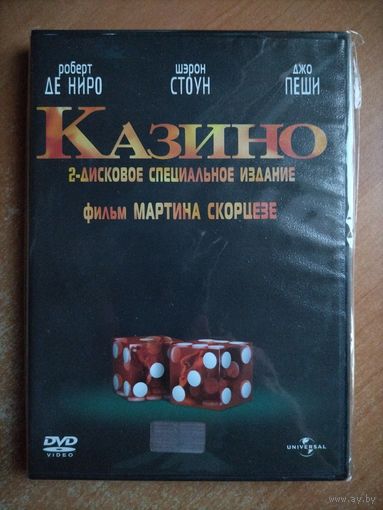 роберт ДЕ НИРО
шэрон СТОУН
джо ПЕШИ
КАЗИНО
2-ДИСКОВОЕ СПЕЦИАЛЬНОЕ ИЗДАНИЕ
фильм МАРТИНА СКОРЦЕЗЕ
DVD
VIDEO
UNIVERSAL
www.ay.by